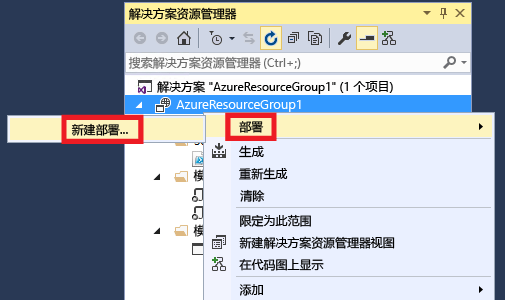 解决方案资源管理器
搜索解决方案资源管理器 (Ctrl+;)
解决方案 "AzureResourceGroup1" (1 个项目)
AzureResourceGroup1
新建部署...
部署
生成
重新生成
清除
限定为此范围
新建解决方案资源管理器视图
在代码图上显示
添加
模
模